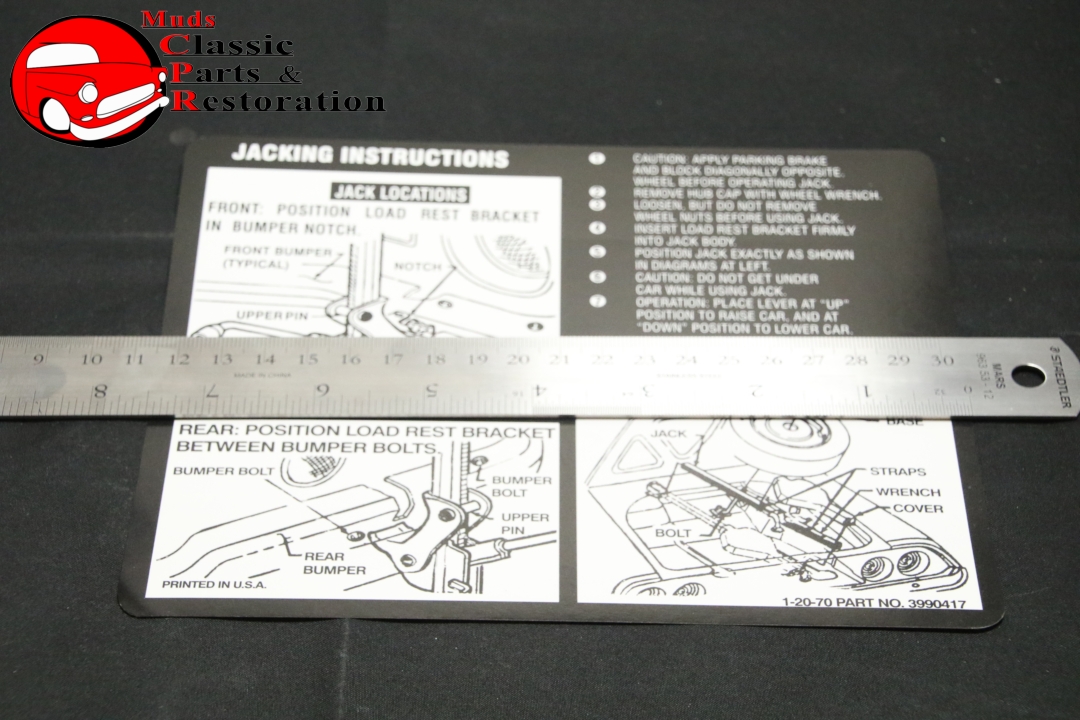 Muds
Classic
Parts &
Restoration
JACKING INSTRUCTIONS
JACK LOCATIONS
FRONT: POSITION LOAD REST BRACKET
IN BUMPER NOTCH.
FRONT BUMPER
(TYPICAL)
NOTCH
UPPER PIN
1 CAUTION: APPLY PARKING BRAKE
AND BLOCK DIAGONALLY OPPOSITE.
WHEEL BEFORE OPERATING JACK.
2 REMOVE HUB CAP WITH WHEEL WRENCH.
3 LOOSEN, BUT DO NOT REMOVE
WHEEL NUTS BEFORE USING JACK.
4 INSERT LOAD REST BRACKET FIRMLY
INTO JACK BODY.
5 POSITION JACK EXACTLY AS SHOWN
IN DIAGRAMS AT LEFT.
6 CAUTION: DO NOT GET UNDER
CAR WHILE USING JACK.
7 OPERATION: PLACE LEVER AT "UP"
POSITION TO RAISE CAR, AND AT
"DOWN" POSITION TO LOWER CAR.
9 10 11 12 13 14 15 16 17 18 19 20 21 22 23 24 25 26 27 28 29 30
MADE IN CHINA
8 7 6 5 4 3 2 1 0
STAEDTLER
MARS
963 53-12
REAR: POSITION LOAD REST BRACKET
BETWEEN BUMPER BOLTS.
BUMPER BOLT
BUMPER
BOLT
UPPER
PIN
REAR
BUMPER
PRINTED IN U.S.A.
BASE
JACK
STRAPS
WRENCH
COVER
BOLT
1-20-70 PART NO. 3990417